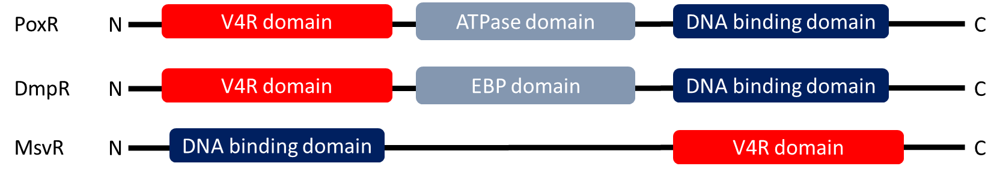 PoxR N V4R domain ATPase domain DNA binding domain C
DmpR N V4R domain EBP domain DNA binding domain C
MsvR N DNA binding domain V4R domain C